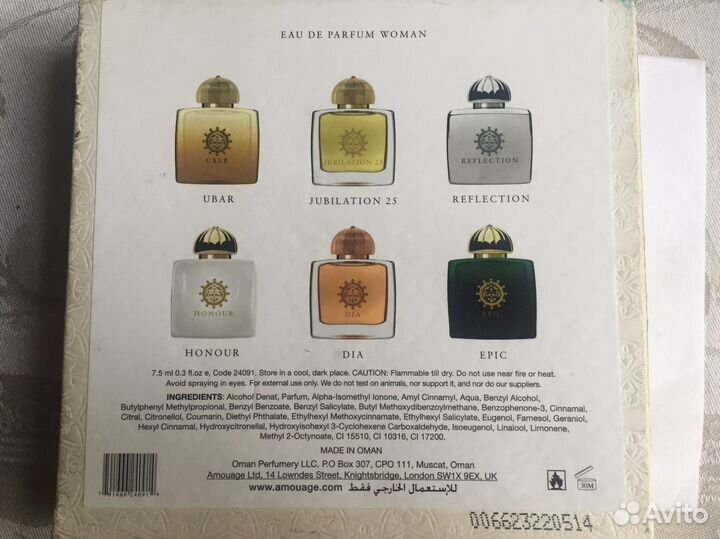 EAU DE PARFUM WOMAN
UBAR
JUBILATION 25
REFLECTION
UBAR
JUBILATION 25
REFLECTION
HONOUR
DIA
EPIC
HONOUR
DIA
EPIC
7.5 ml 0.3 fl.oz e, Code 24091, Store in a cool, dark place. CAUTION: Flammable till dry. Do not use near fire or heat.
Avoid spraying in eyes. For external use only. We do not test on animals, nor support it, and nor do our suppliers.
INGREDIENTS: Alcohol Denat, Parfum, Alpha-Isomethyl Ionone, Amyl Cinnamyl, Aqua, Benzyl Alcohol,
Butylphenyl Methylpropional, Benzyl Benzoate, Benzyl Salicylate, Butyl Methoxydibenzoylmethane, Benzophenone-3, Cinnamal,
Citral, Citronellol, Coumarin, Diethyl Phthalate, Ethylhexyl Methoxycinnamate, Ethylhexyl Salicylate, Eugenol, Farnesol, Geraniol,
Hexyl Cinnamal, Hydroxycitronellal, Hydroxyisohexyl 3-Cyclohexene Carboxaldehyde, Isoeugenol, Linalool, Limonene,
Methyl 2-Octynoate, CI 15510, CI 10316, CI 17200.
MADE IN OMAN
Oman Perfumery LLC, P.O Box 307, CPO 111, Muscat, Oman
Amouage Ltd, 14 Lowndes Street, Knightsbridge, London SW1X 9EX, UK
www.amouage.com للإستعمال الخارجي فقط
7 01666 24091 6
30M
006623220514
Avito